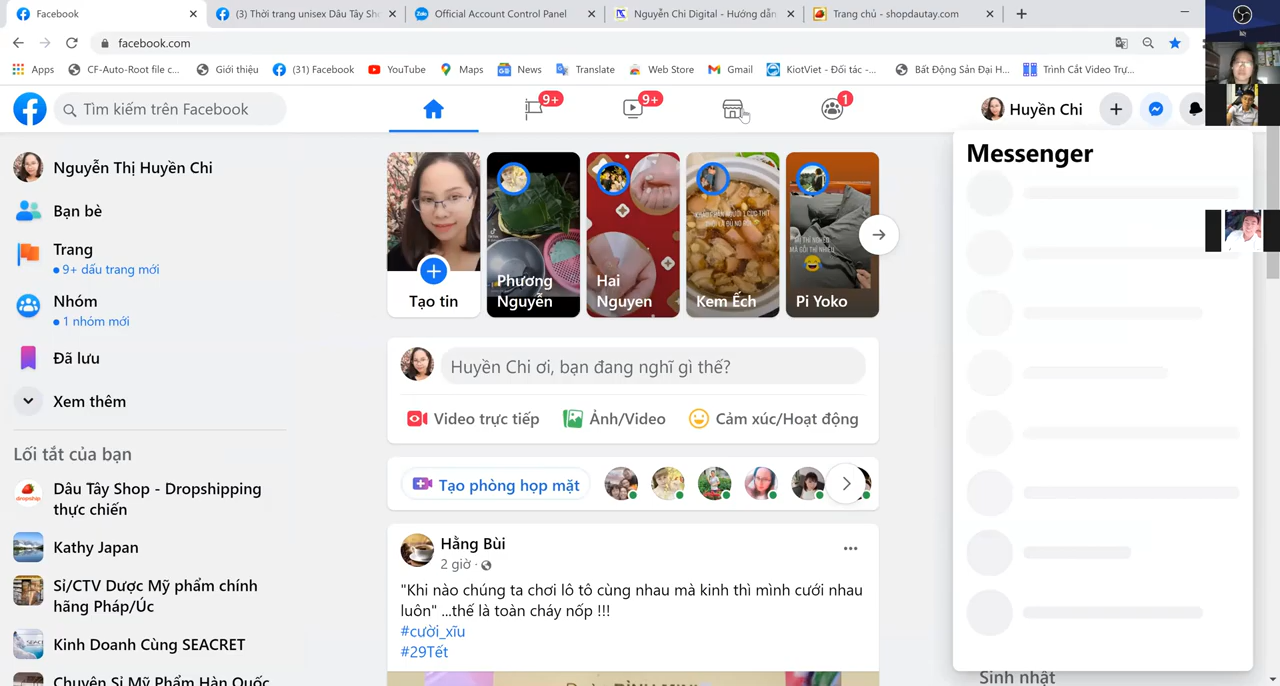 Facebook
(3) Thời trang unisex Dâu Tây Sh
Official Account Control Panel
Nguyễn Chi Digital - Hướng dẫn
Trang chủ - shopdautay.com
facebook.com
Apps
CF-Auto-Root file c...
Giới thiệu
(31) Facebook
YouTube
Maps
News
Translate
Web Store
Gmail
KiotViet - Đối tác -...
Bất Động Sản Đại H...
Trình Cắt Video Trự...
Tìm kiếm trên Facebook
9+
9+
1
Huyền Chi
Nguyễn Thị Huyền Chi
Bạn bè
Trang
9+ dấu trang mới
Nhóm
1 nhóm mới
Đã lưu
Xem thêm
Lối tắt của bạn
dropship
Dâu Tây Shop - Dropshipping
thực chiến
Kathy Japan
Sỉ/CTV Dược Mỹ phẩm chính
hãng Pháp/Úc
Kinh Doanh Cùng SEACRET
Chuyên Sỉ Mỹ Phẩm Hàn Quốc
Tạo tin
Phương
Nguyễn
Hai
Nguyen
Kem Ếch
Pi Yoko
Huyền Chi ơi, bạn đang nghĩ gì thế?
Video trực tiếp
Ảnh/Video
Cảm xúc/Hoạt động
Tạo phòng họp mặt
Hằng Bùi
2 giờ ·
"Khi nào chúng ta chơi lô tô cùng nhau mà kinh thì mình cưới nhau
luôn" ...thế là toàn cháy nốp !!!
#cười_xĩu
#29Tết
Messenger
Sinh nhật